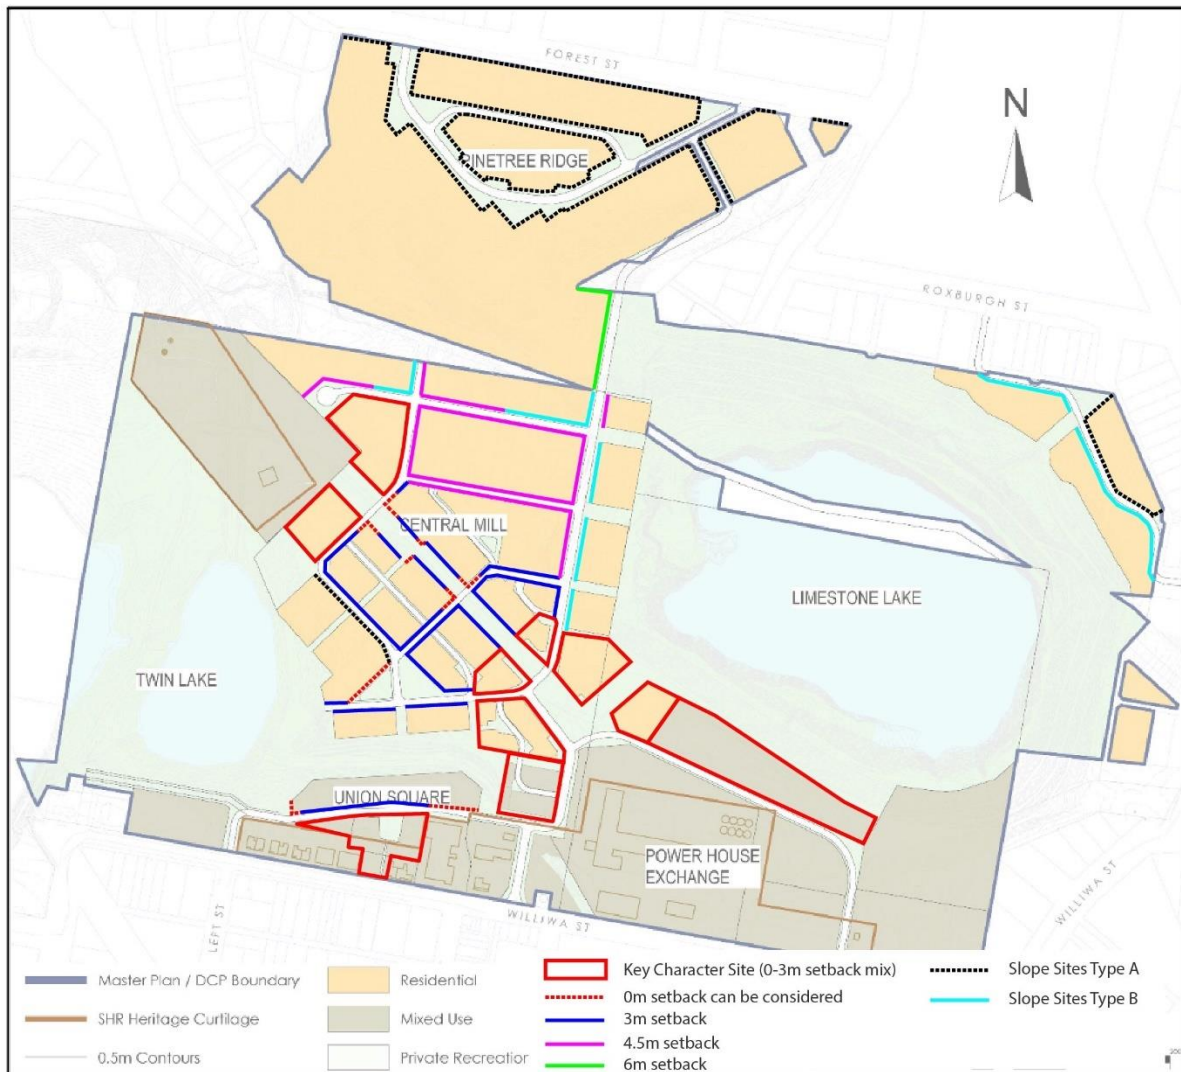 FOREST ST
N
PINETREE RIDGE
ROXBURGH ST
CENTRAL MILL
LIMESTONE LAKE
TWIN LAKE
UNION SQUARE
POWER HOUSE
EXCHANGE
WILLIWA ST
WILLIWA ST
LEFT ST
Master Plan / DCP Boundary
SHR Heritage Curtilage
0.5m Contours
Residential
Mixed Use
Private Recreation
Key Character Site (0-3m setback mix)
0m setback can be considered
3m setback
4.5m setback
6m setback
Slope Sites Type A
Slope Sites Type B